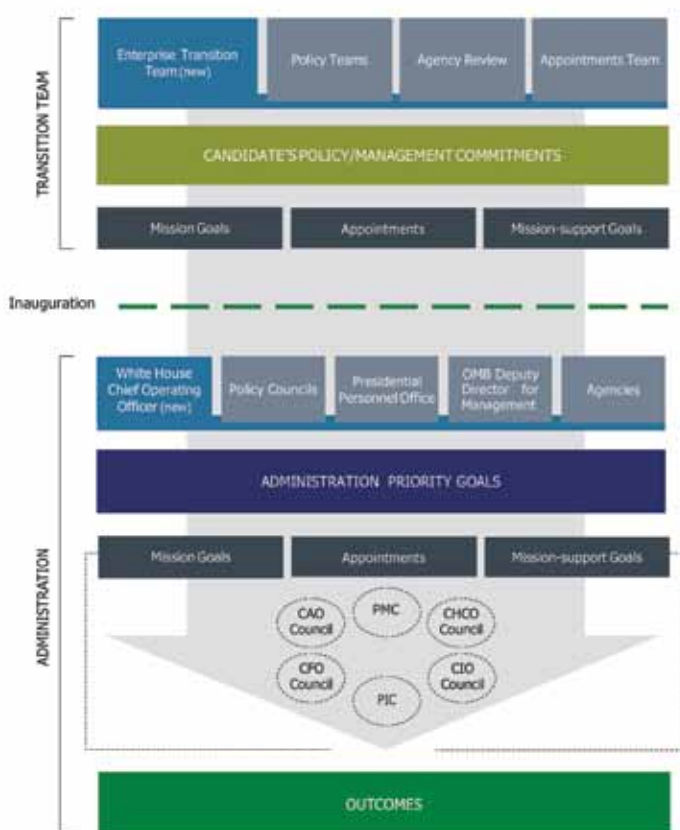 TRANSITION TEAM
Enterprise Transition
Team (new)
Policy Teams
Agency Review
Appointments Team
CANDIDATE'S POLICY/MANAGEMENT COMMITMENTS
Mission Goals
Appointments
Mission-support Goals
Inauguration
ADMINISTRATION
White House
Chief Operating
Officer (new)
Policy Councils
Presidential
Personnel Office
OMB Deputy
Director for
Management
Agencies
ADMINISTRATION PRIORITY GOALS
Mission Goals
Appointments
Mission-support Goals
CAO
Council
PMC
CHCO
Council
CFO
Council
PIC
CIO
Council
OUTCOMES